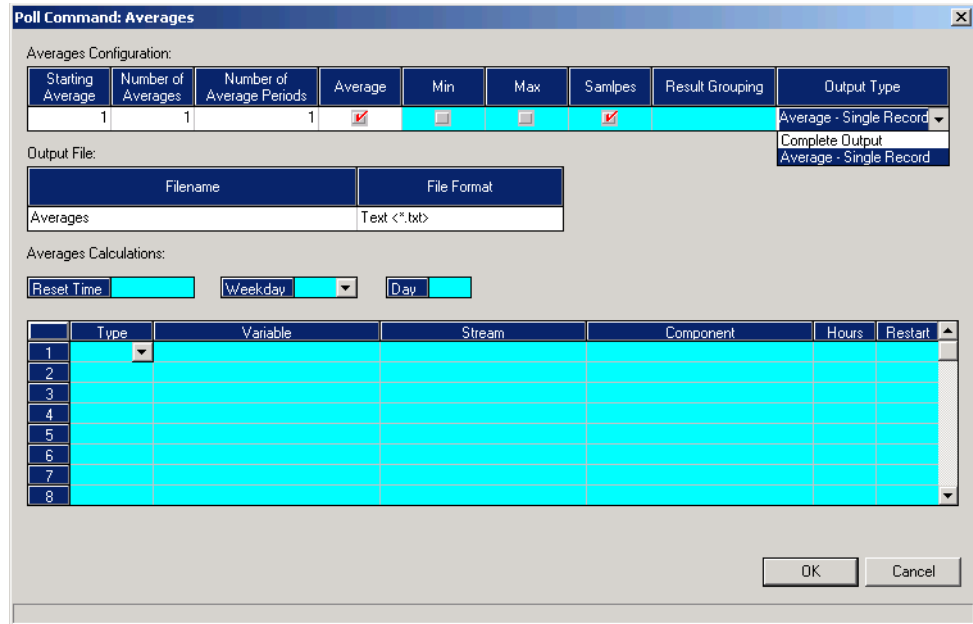 Poll Command: Averages
Averages Configuration:
Starting Average Number of Averages Number of Average Periods Average Min Max Samlpes Result Grouping Output Type
1 1 1 Average - Single Record
Complete Output
Average - Single Record
Output File:
Filename File Format
Averages Text <*.txt>
Averages Calculations:
Reset Time Weekday Day
Type Variable Stream Component Hours Restart
1
2
3
4
5
6
7
8
OK Cancel